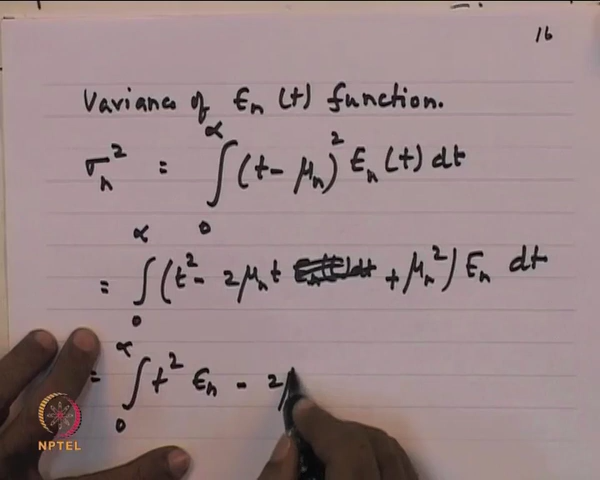 16
Variance of En (t) function.
σn² = ∫₀^α (t - μn)² En (t) dt
= ∫₀^α (t² - 2μn t + μn²) En dt
= ∫₀^α t² En - 2μ
NPTEL